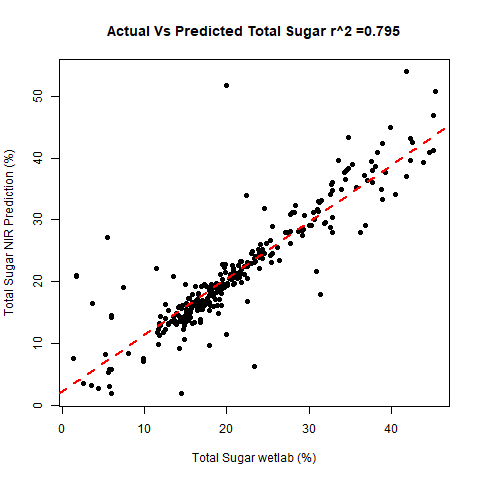 Actual Vs Predicted Total Sugar r^2 =0.795
Total Sugar NIR Prediction (%)
50
40
30
20
10
0
0 10 20 30 40
Total Sugar wetlab (%)